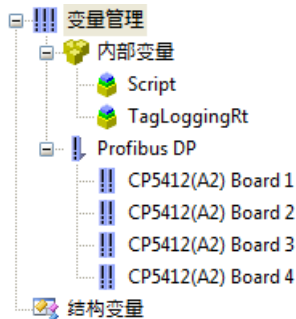 变量管理
内部变量
Script
TagLoggingRt
Profibus DP
CP5412(A2) Board 1
CP5412(A2) Board 2
CP5412(A2) Board 3
CP5412(A2) Board 4
结构变量